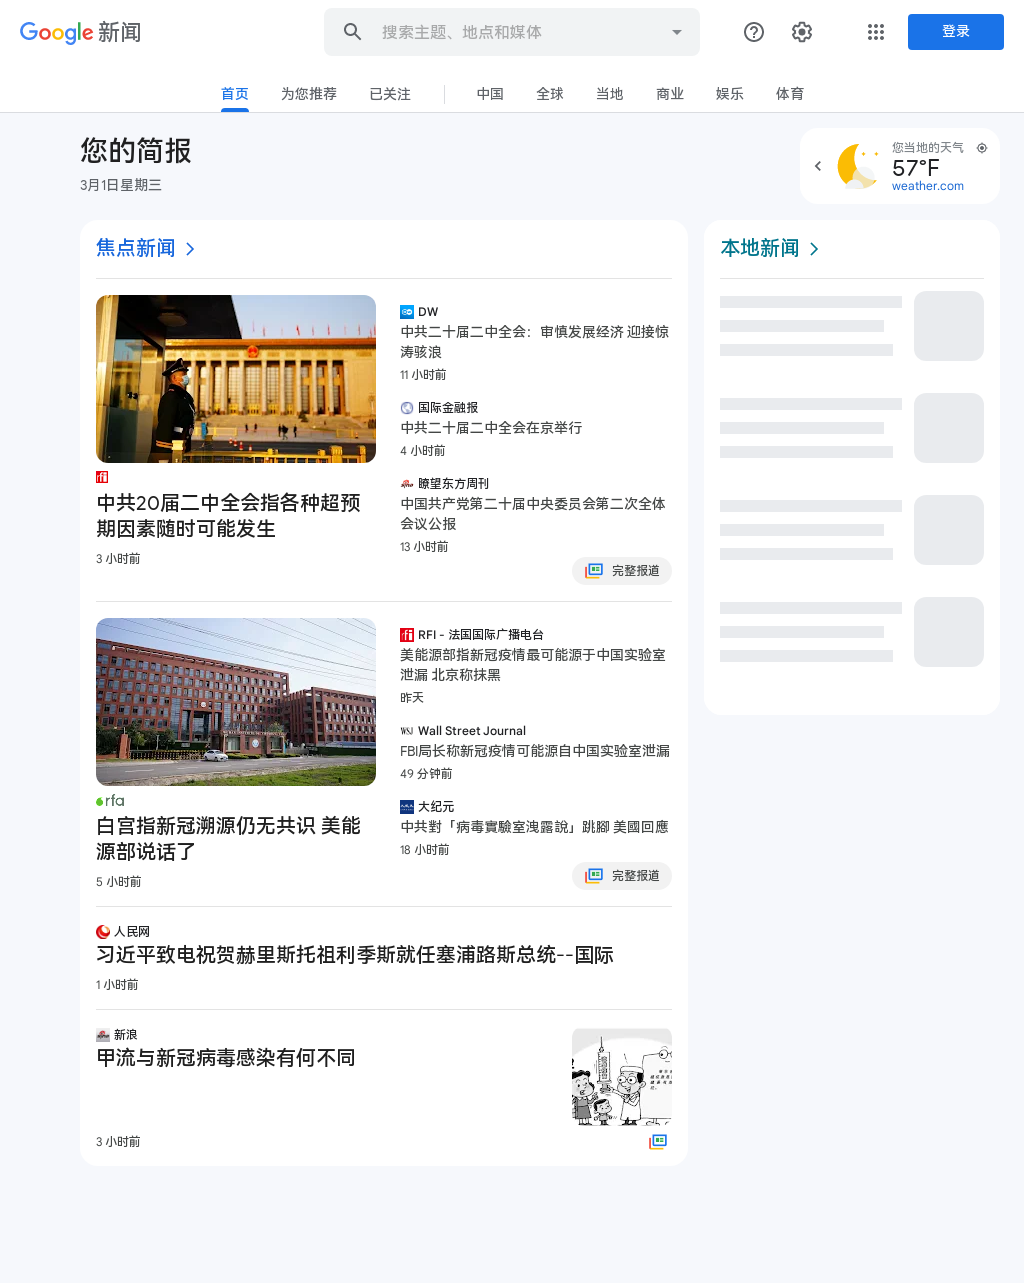 Google 新闻
搜索主题、地点和媒体
登录
首页
为您推荐
已关注
中国
全球
当地
商业
娱乐
体育
您的简报
3月1日星期三
您当地的天气
57°F
weather.com
焦点新闻
中共20届二中全会指各种超预
期因素随时可能发生
3 小时前
DW
中共二十届二中全会：审慎发展经济 迎接惊
涛骇浪
11 小时前
国际金融报
中共二十届二中全会在京举行
4 小时前
瞭望东方周刊
中国共产党第二十届中央委员会第二次全体
会议公报
13 小时前
完整报道
rfa
白宫指新冠溯源仍无共识 美能
源部说话了
5 小时前
RFI - 法国国际广播电台
美能源部指新冠疫情最可能源于中国实验室
泄漏 北京称抹黑
昨天
WSJ Wall Street Journal
FBI局长称新冠疫情可能源自中国实验室泄漏
49 分钟前
大纪元
中共對「病毒實驗室洩露說」跳腳 美國回應
18 小时前
完整报道
人民网
习近平致电祝贺赫里斯托祖利季斯就任塞浦路斯总统--国际
1 小时前
新浪
甲流与新冠病毒感染有何不同
3 小时前
本地新闻